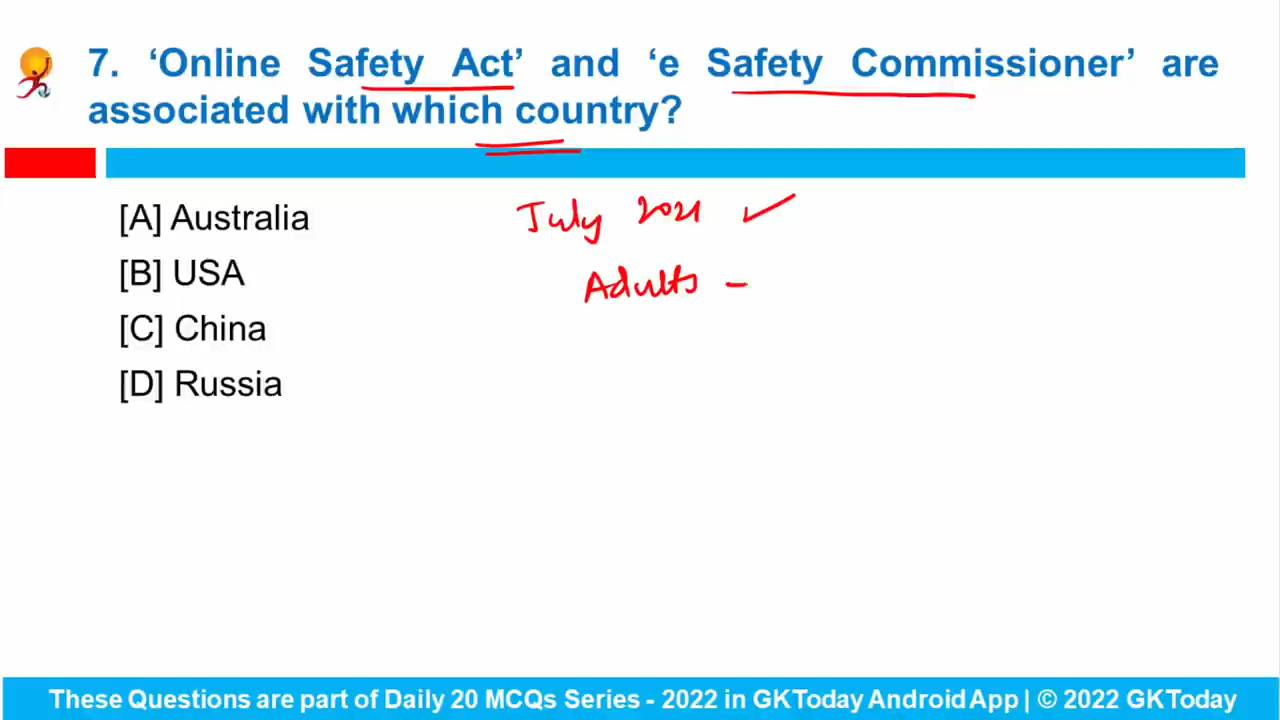 7. ‘Online Safety Act’ and ‘e Safety Commissioner’ are
associated with which country?
[A] Australia
July 2021
[B] USA
Adults -
[C] China
[D] Russia
These Questions are part of Daily 20 MCQs Series - 2022 in GKToday Android App | © 2022 GKToday